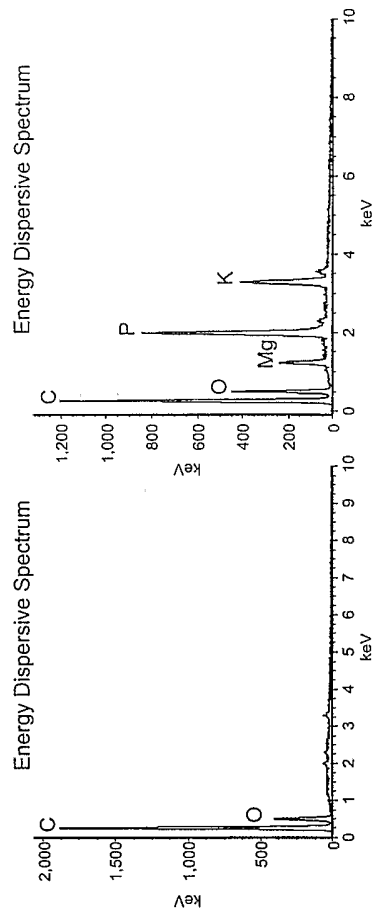 Energy Dispersive Spectrum
C
O
keV
2,000
1,500
1,000
500
0
0 1 2 3 4 5 6 7 8 9 10
keV
Energy Dispersive Spectrum
C
O
Mg
P
K
keV
1,200
1,000
800
600
400
200
0
0 2 4 6 8 10
keV